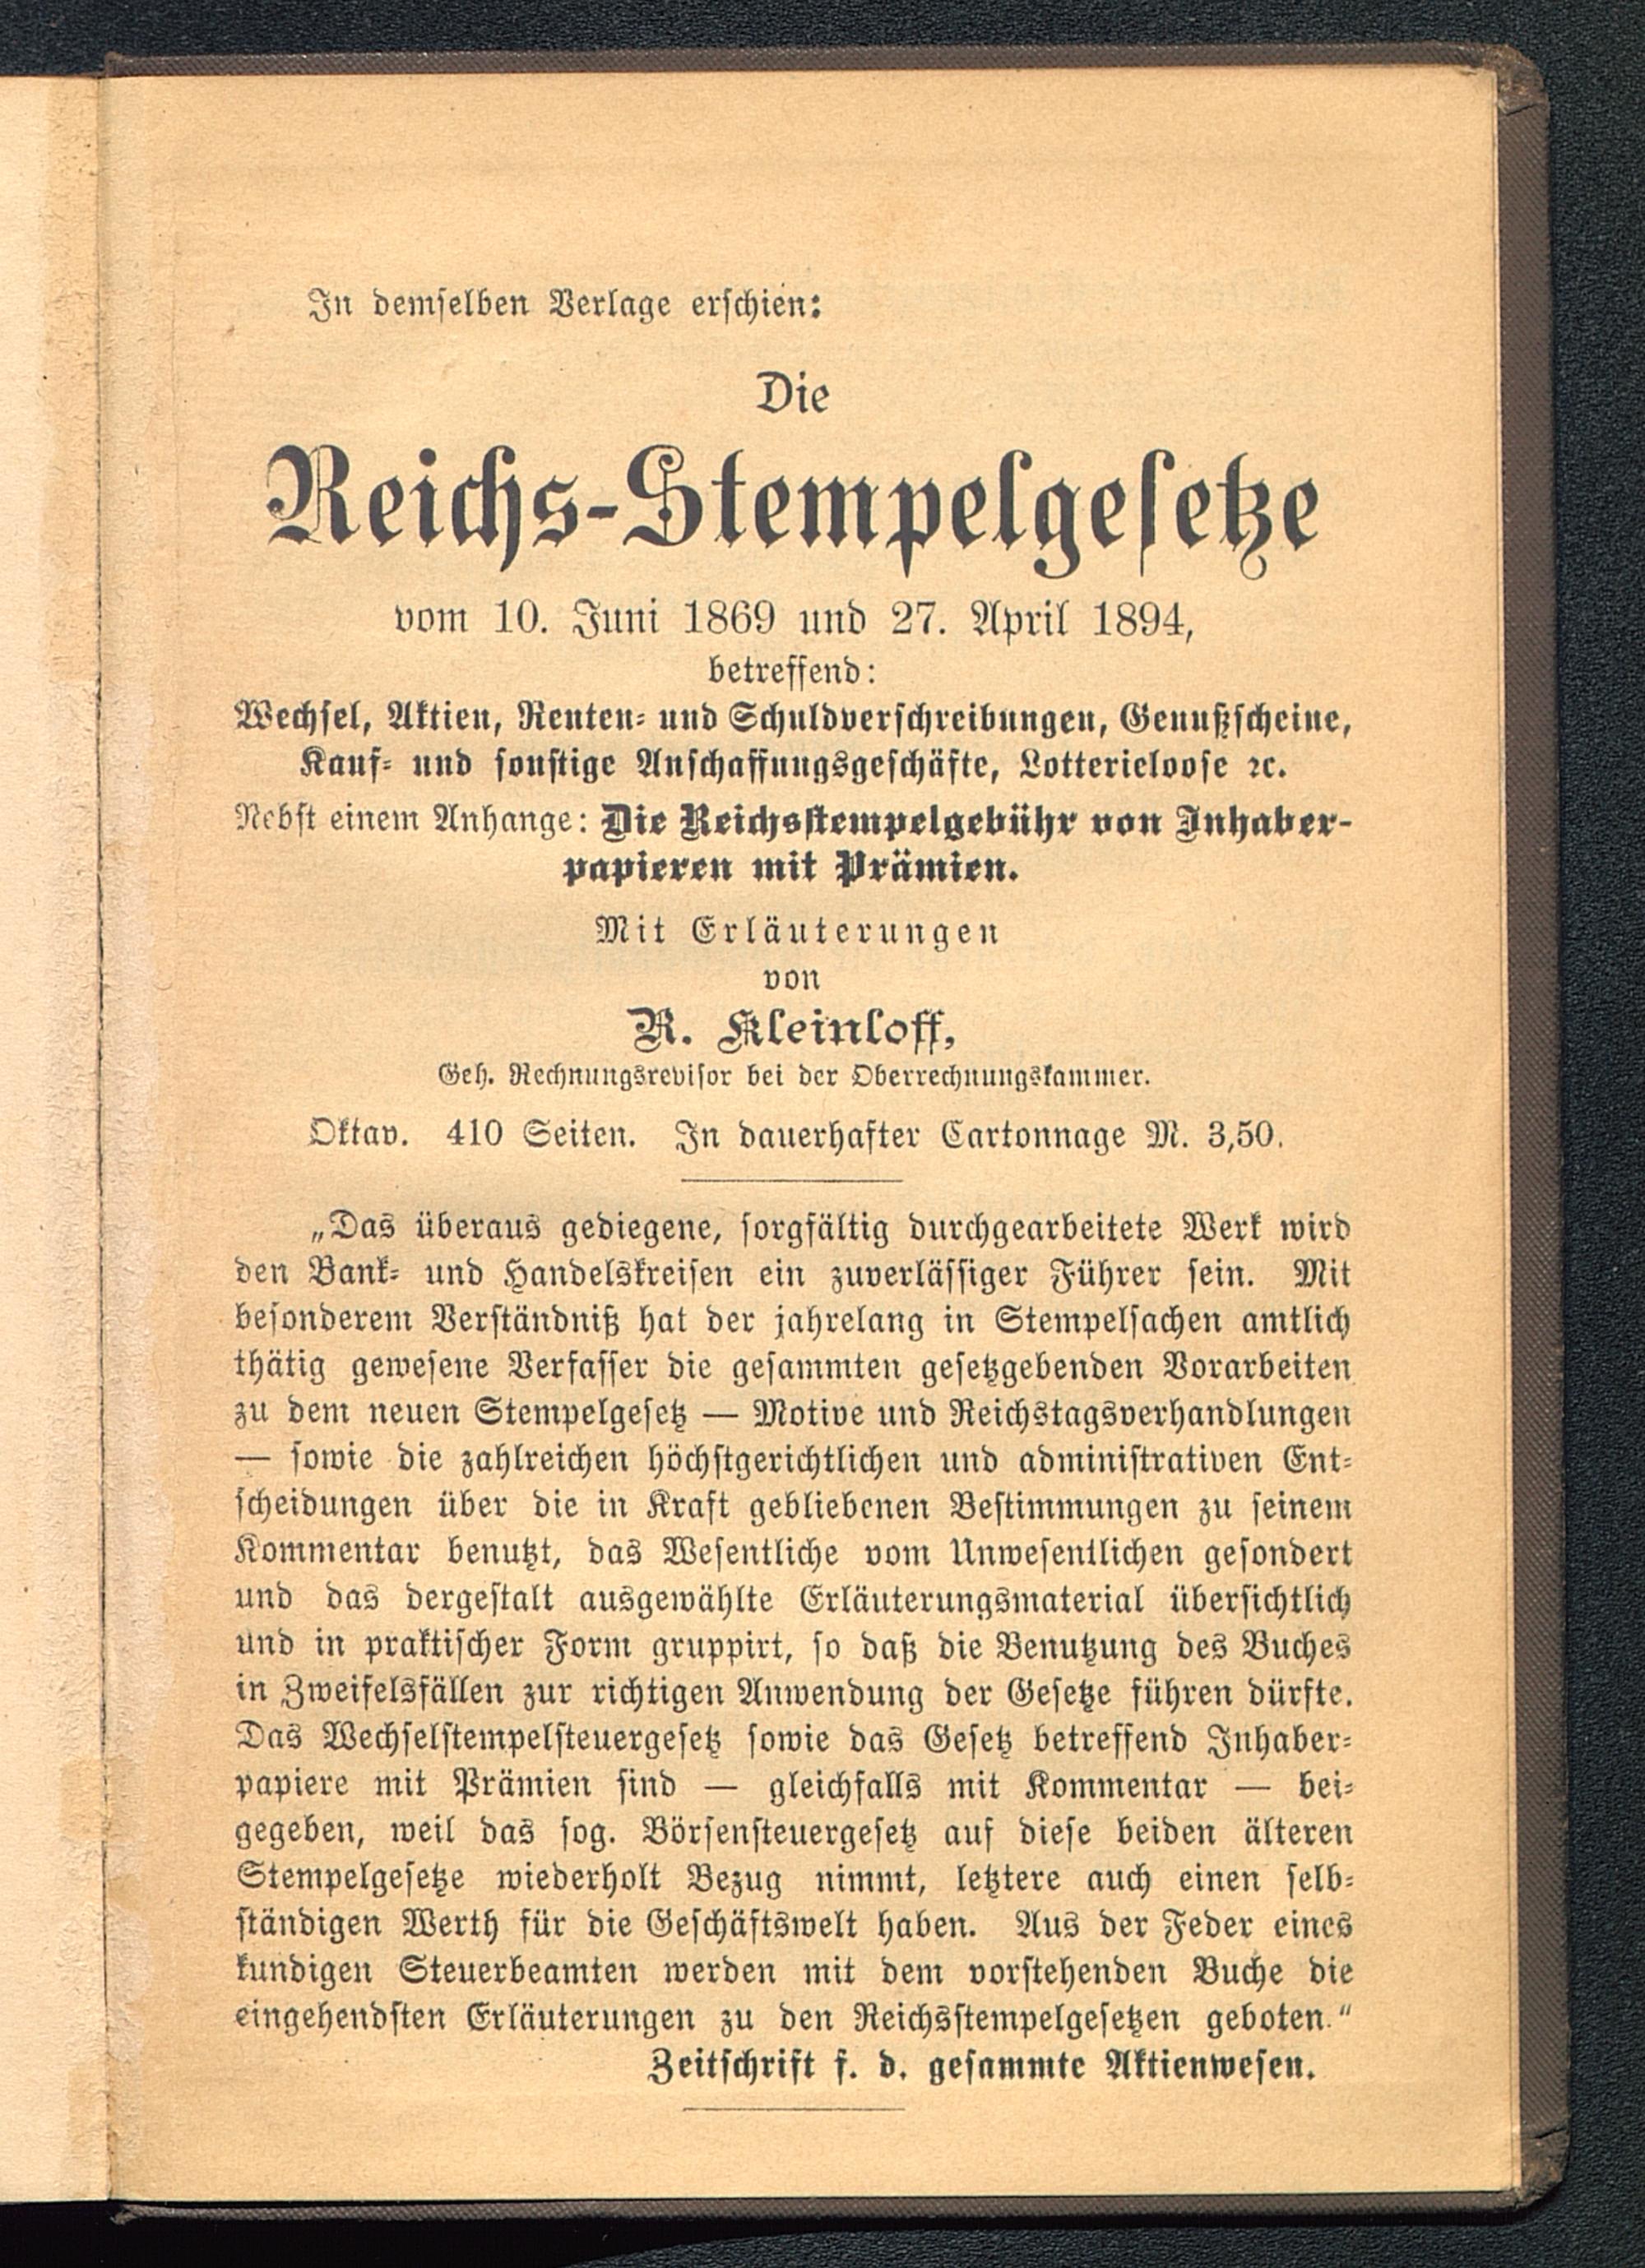 In demselben Verlage erschien:
Die
Reichs-Stempelgesetze
vom 10. Juni 1869 und 27. April 1894,
betreffend:
Wechsel, Aktien, Renten- und Schuldverschreibungen, Genußscheine,
Kauf- und sonstige Anschaffungsgeschäfte, Lotterieloose ꝛc.
Nebst einem Anhange: Die Reichsstempelgebühr von Inhaber-
papieren mit Prämien.
Mit Erläuterungen
von
R. Kleinloff,
Geh. Rechnungsrevisor bei der Oberrechnungskammer.
Oktav. 410 Seiten. In dauerhafter Cartonnage M. 3,50.
„Das überaus gediegene, sorgfältig durchgearbeitete Werk wird
den Bank- und Handelskreisen ein zuverlässiger Führer sein. Mit
besonderem Verständniß hat der jahrelang in Stempelsachen amtlich
thätig gewesene Verfasser die gesammten gesetzgebenden Vorarbeiten
zu dem neuen Stempelgesetz — Motive und Reichstagsverhandlungen
— sowie die zahlreichen höchstgerichtlichen und administrativen Ent-
scheidungen über die in Kraft gebliebenen Bestimmungen zu seinem
Kommentar benutzt, das Wesentliche vom Unwesentlichen gesondert
und das dergestalt ausgewählte Erläuterungsmaterial übersichtlich
und in praktischer Form gruppirt, so daß die Benutzung des Buches
in Zweifelsfällen zur richtigen Anwendung der Gesetze führen dürfte.
Das Wechselstempelsteuergesetz sowie das Gesetz betreffend Inhaber-
papiere mit Prämien sind — gleichfalls mit Kommentar — bei-
gegeben, weil das sog. Börsensteuergesetz auf diese beiden älteren
Stempelgesetze wiederholt Bezug nimmt, letztere auch einen selb-
ständigen Werth für die Geschäftswelt haben. Aus der Feder eines
kundigen Steuerbeamten werden mit dem vorstehenden Buche die
eingehendsten Erläuterungen zu den Reichsstempelgesetzen geboten.“
Zeitschrift f. d. gesammte Aktienwesen.